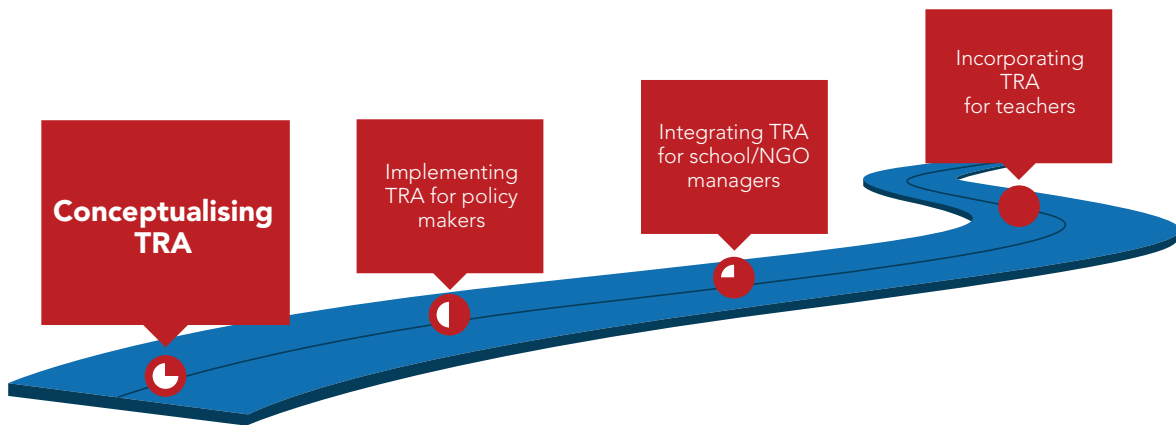 Conceptualising
TRA
Implementing
TRA for policy
makers
Integrating TRA
for school/NGO
managers
Incorporating
TRA
for teachers